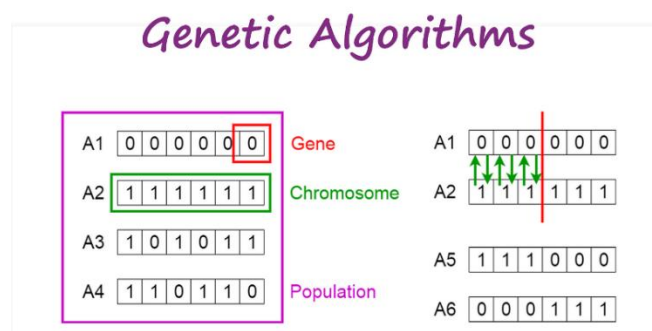 Genetic Algorithms
A1 0 0 0 0 0 0 Gene
A2 1 1 1 1 1 1 Chromosome
A3 1 0 1 0 1 1
A4 1 1 0 1 1 0 Population
A1 0 0 0 0 0 0
A2 1 1 1 1 1 1
A5 1 1 1 0 0 0
A6 0 0 0 1 1 1